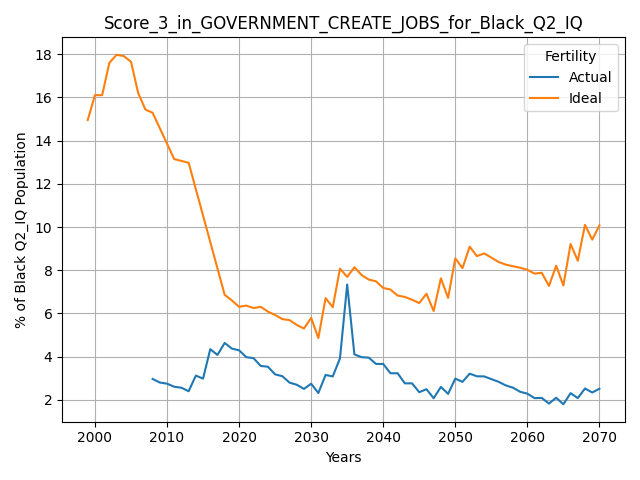 Score_3_in_GOVERNMENT_CREATE_JOBS_for_Black_Q2_IQ
Fertility
Actual
Ideal
% of Black Q2_IQ Population
18
16
14
12
10
8
6
4
2
2000 2010 2020 2030 2040 2050 2060 2070
Years